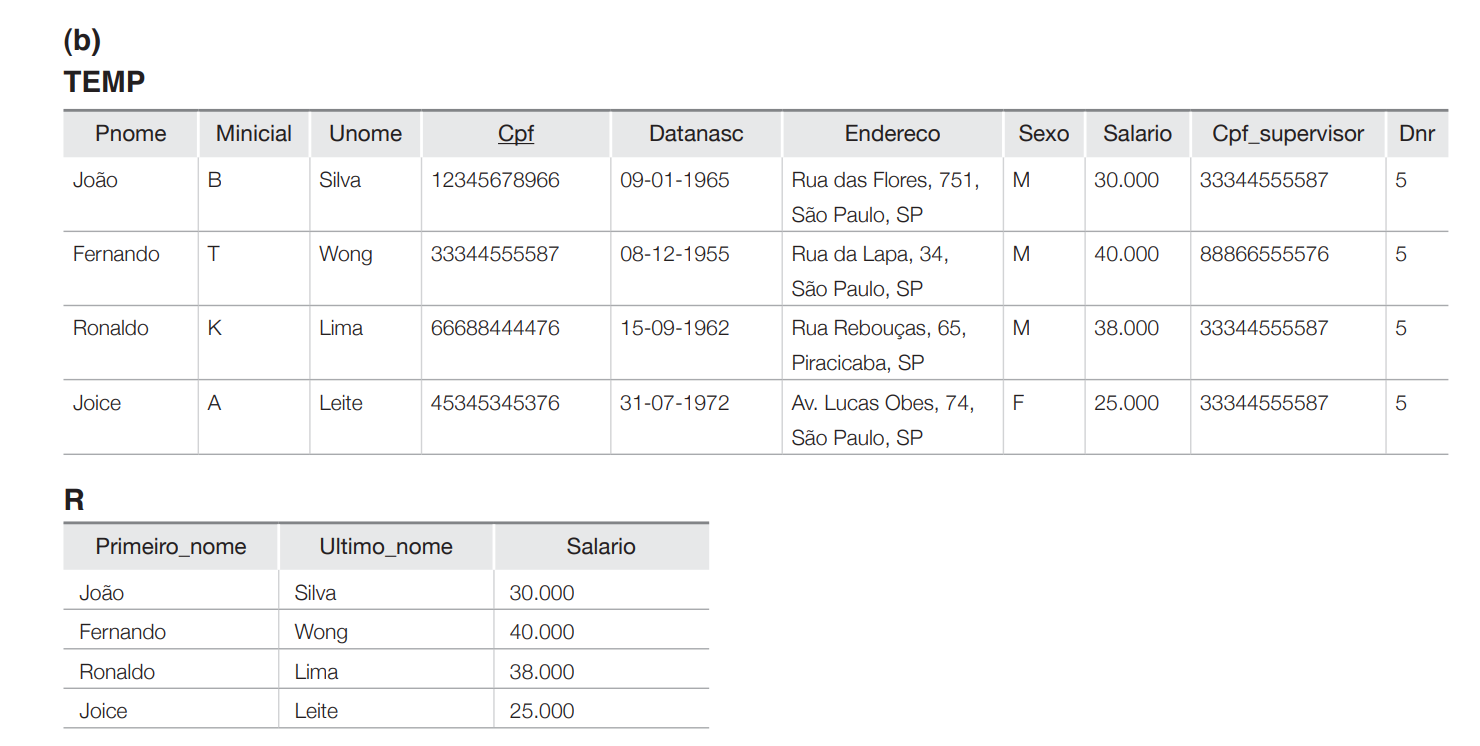 (b)
TEMP
Pnome Minicial Unome Cpf Datanasc Endereco Sexo Salario Cpf_supervisor Dnr
João B Silva 12345678966 09-01-1965 Rua das Flores, 751, M 30.000 33344555587 5
São Paulo, SP
Fernando T Wong 33344555587 08-12-1955 Rua da Lapa, 34, M 40.000 88866555576 5
São Paulo, SP
Ronaldo K Lima 66688444476 15-09-1962 Rua Rebouças, 65, M 38.000 33344555587 5
Piracicaba, SP
Joice A Leite 45345345376 31-07-1972 Av. Lucas Obes, 74, F 25.000 33344555587 5
São Paulo, SP
R
Primeiro_nome Ultimo_nome Salario
João Silva 30.000
Fernando Wong 40.000
Ronaldo Lima 38.000
Joice Leite 25.000